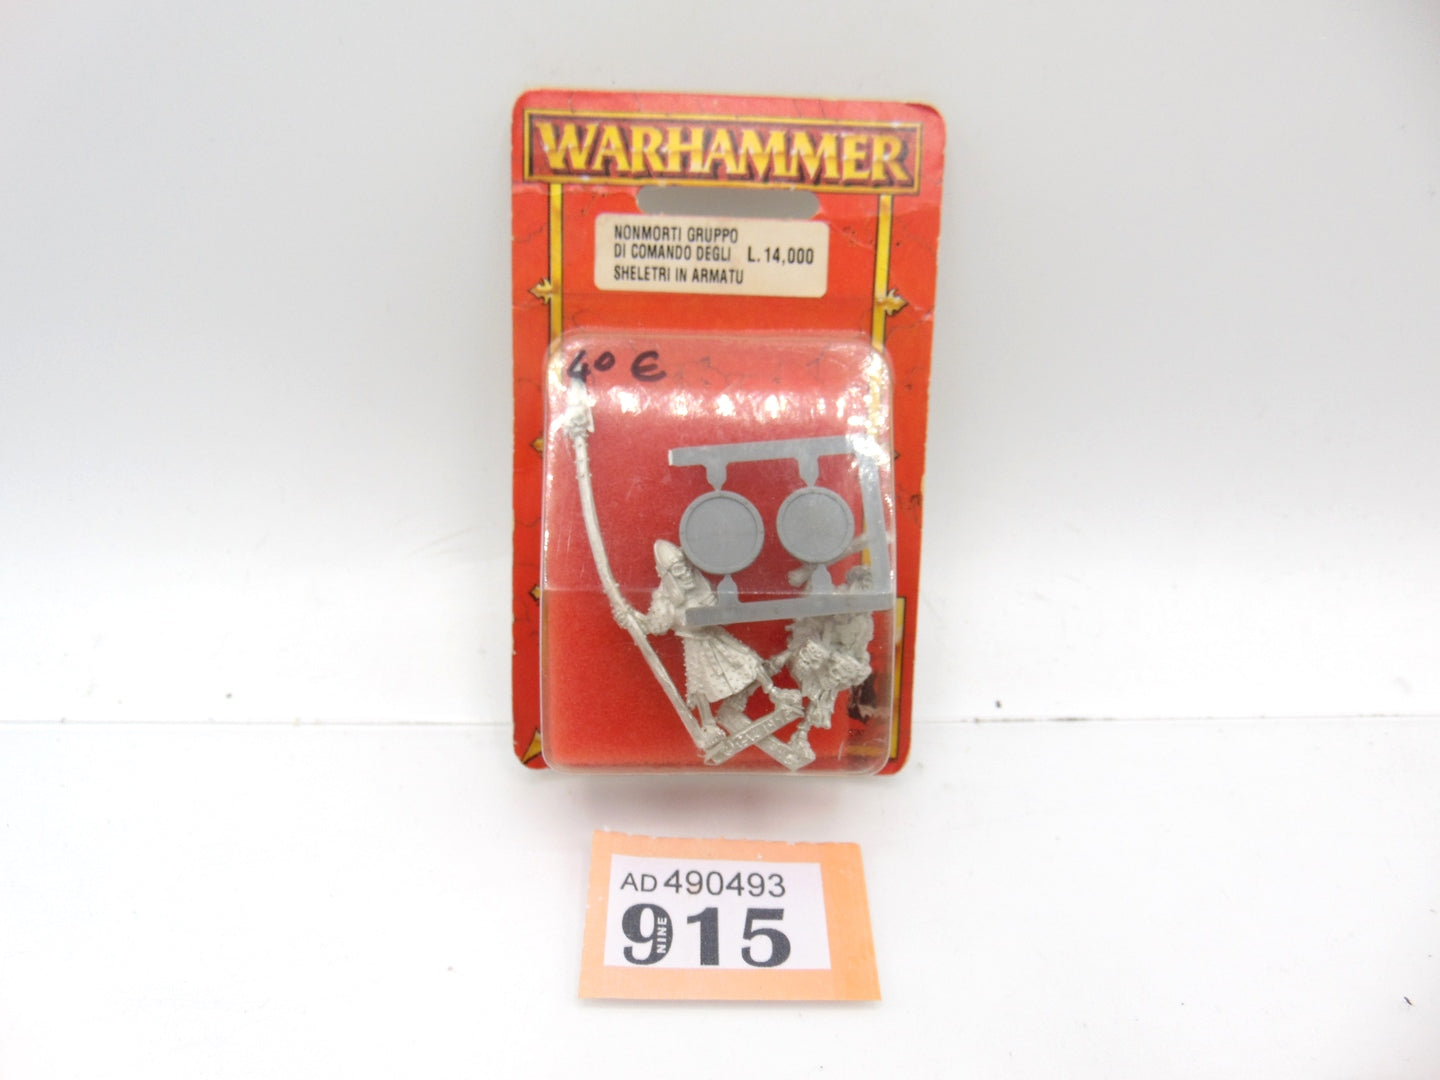 WARHAMMER
NONMORTI GRUPPO
DI COMANDO DEGLI L. 14,000
SHELETRI IN ARMATU
40 €
AD 490493
915
NINE